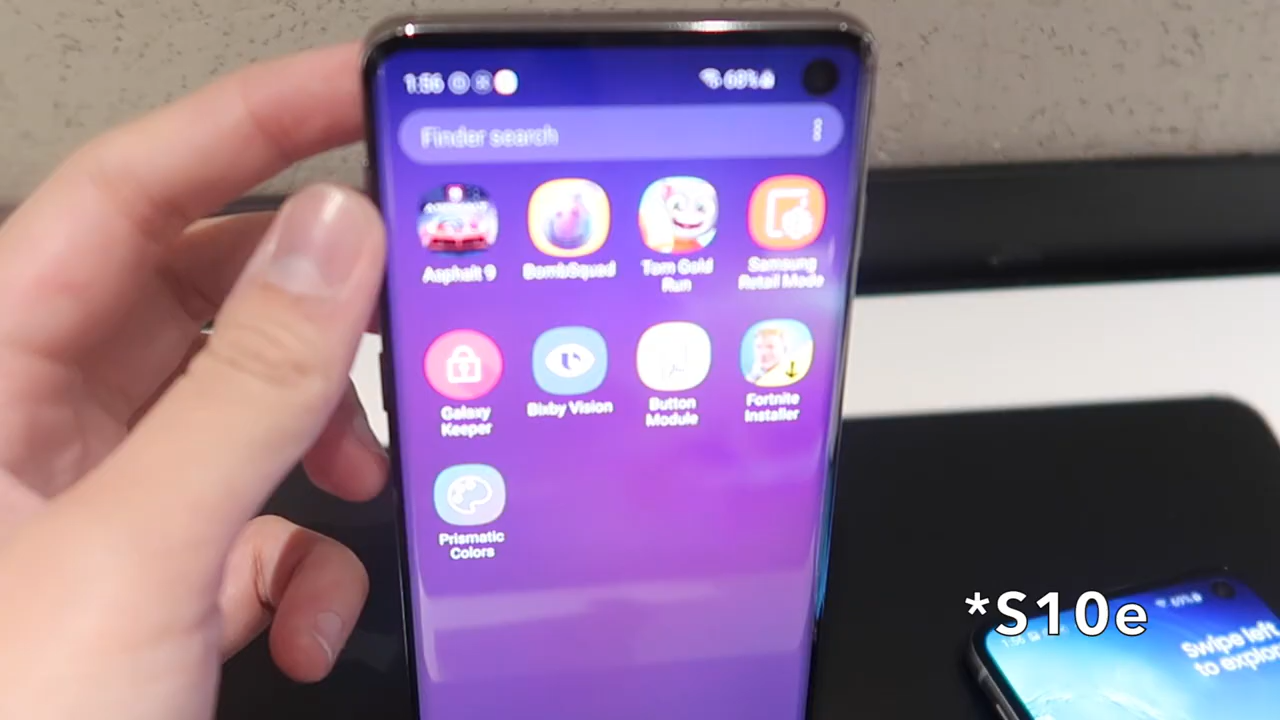 1:56
68%
Finder search
Asphalt 9
BombSquad
Tom Gold
Run
Samsung
Retail Mode
Galaxy
Keeper
Bixby Vision
Button
Module
Fortnite
Installer
Prismatic
Colors
*S10e
Swipe left
to explor